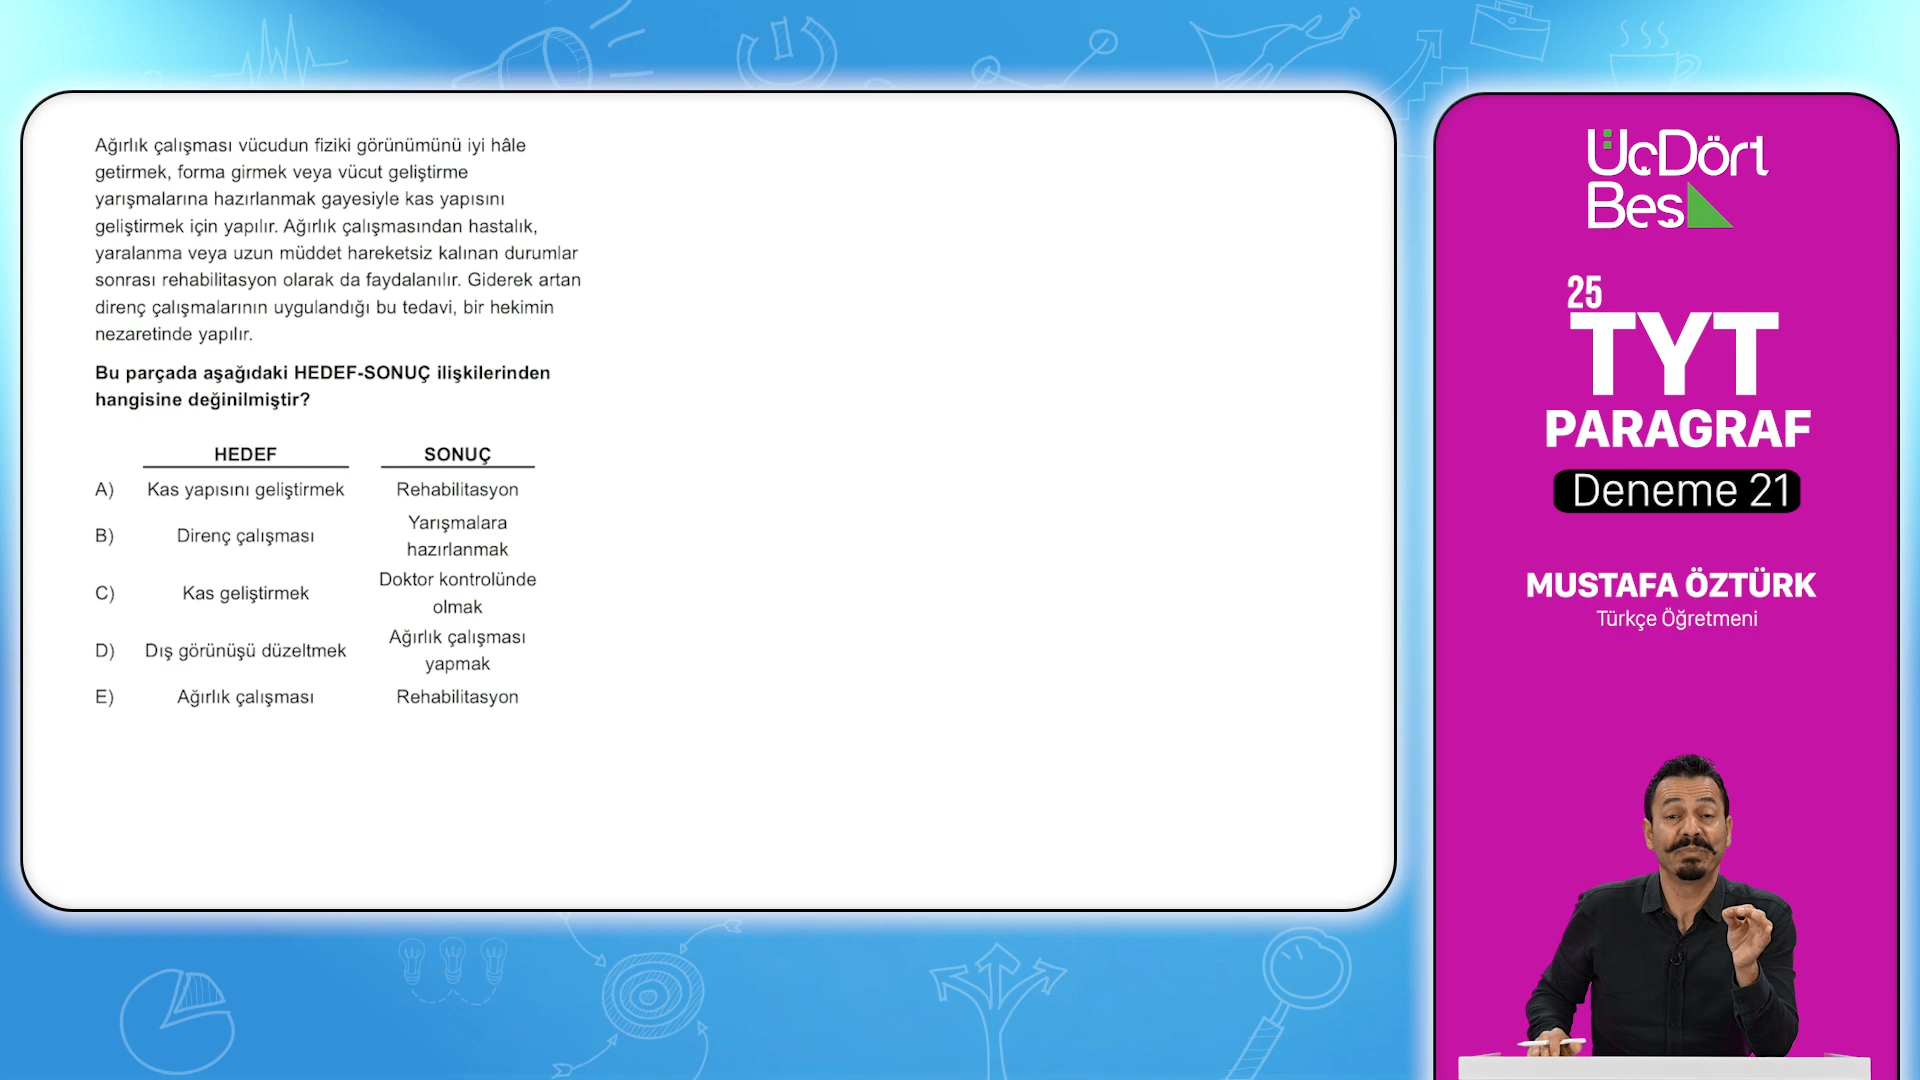 Ağırlık çalışması vücudun fiziki görünümünü iyi hâle
getirmek, forma girmek veya vücut geliştirme
yarışmalarına hazırlanmak gayesiyle kas yapısını
geliştirmek için yapılır. Ağırlık çalışmasından hastalık,
yaralanma veya uzun müddet hareketsiz kalınan durumlar
sonrası rehabilitasyon olarak da faydalanılır. Giderek artan
direnç çalışmalarının uygulandığı bu tedavi, bir hekimin
nezaretinde yapılır.
Bu parçada aşağıdaki HEDEF-SONUÇ ilişkilerinden
hangisine değinilmiştir?
HEDEF SONUÇ
A) Kas yapısını geliştirmek Rehabilitasyon
B) Direnç çalışması Yarışmalara
hazırlanmak
C) Kas geliştirmek Doktor kontrolünde
olmak
D) Dış görünüşü düzeltmek Ağırlık çalışması
yapmak
E) Ağırlık çalışması Rehabilitasyon
ÜçDört
Beş
25
TYT
PARAGRAF
Deneme 21
MUSTAFA ÖZTÜRK
Türkçe Öğretmeni